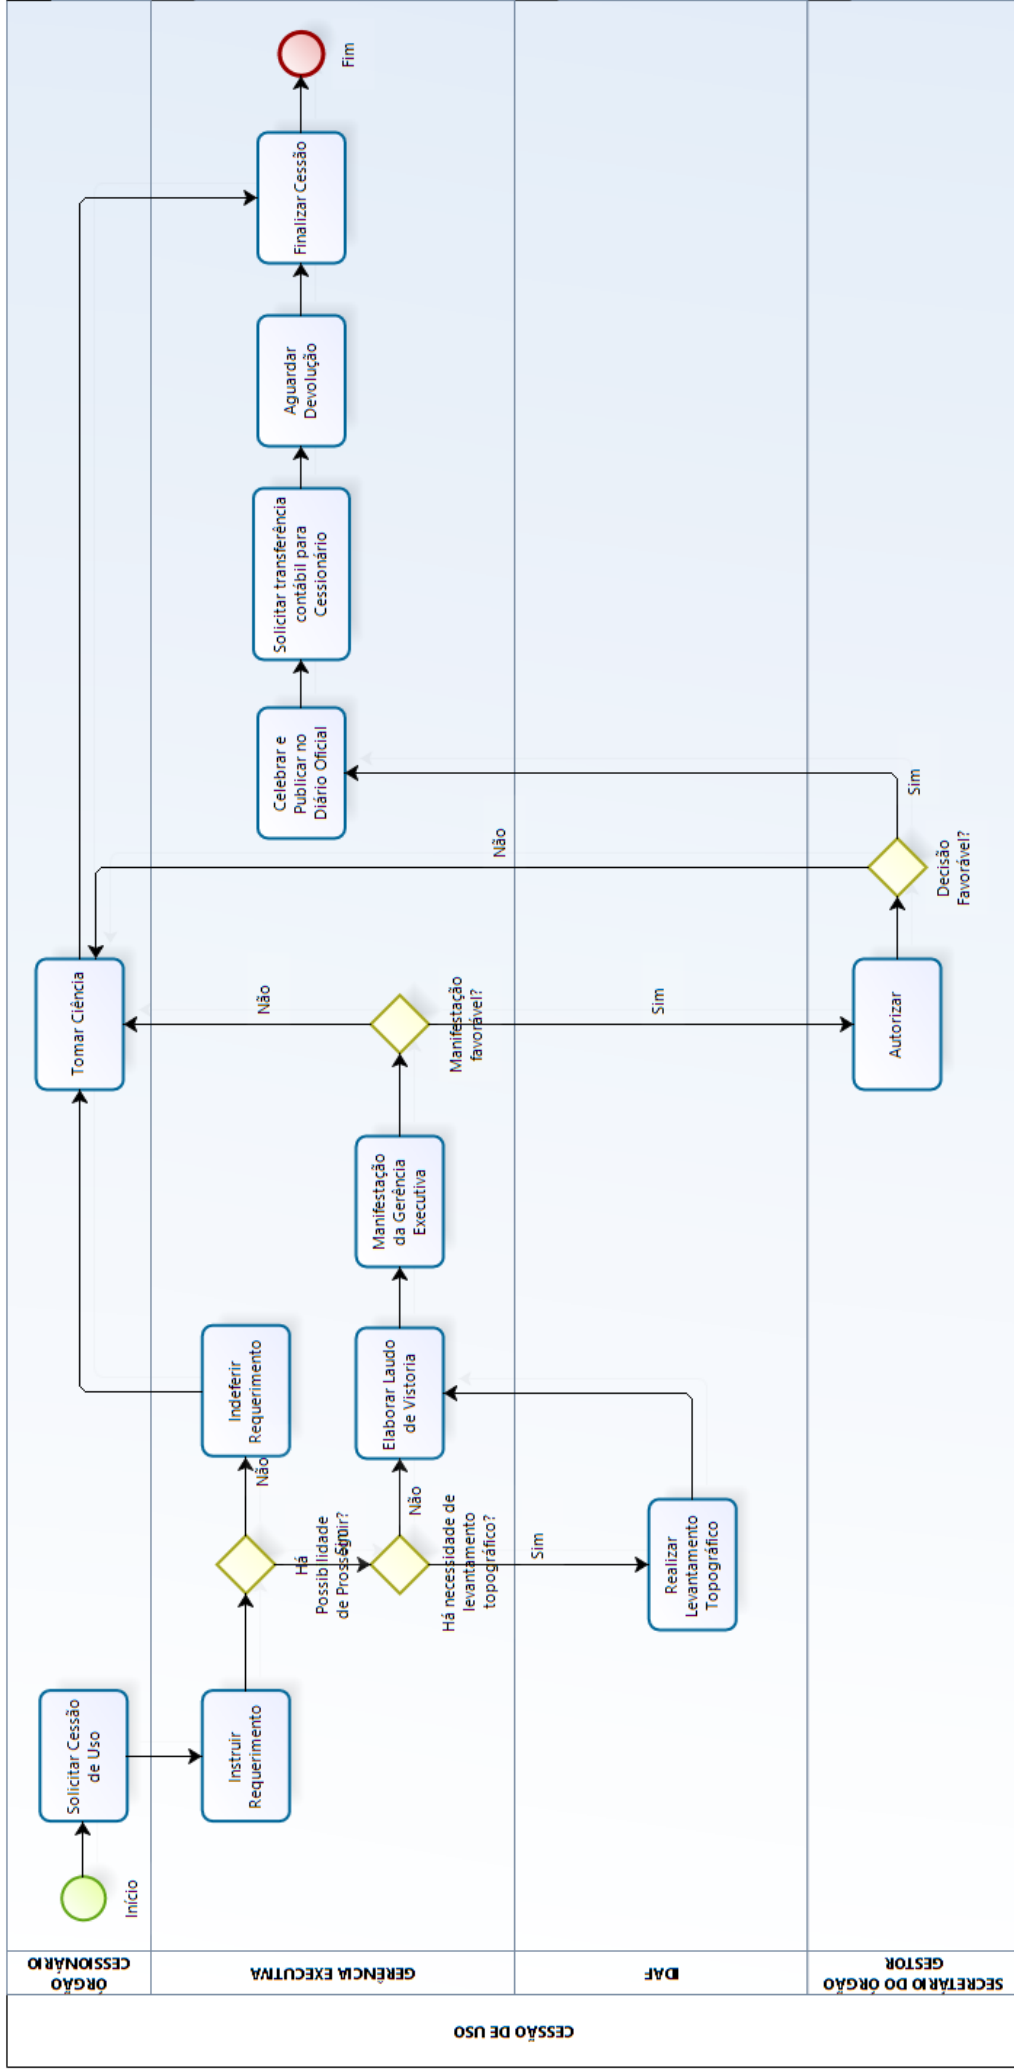 CESSÃO DE USO
ÓRGÃO
CESSIONÁRIO
GERÊNCIA EXECUTIVA
IDAF
SECRETÁRIO DO ÓRGÃO
GESTOR
Início
Solicitar Cessão
de Uso
Instruir
Requerimento
Há
Possibilidade
de Prosseguir?
Não
Sim
Indeferir
Requerimento
Há necessidade de
levantamento
topográfico?
Não
Sim
Realizar
Levantamento
Topográfico
Elaborar Laudo
de Vistoria
Manifestação
da Gerência
Executiva
Manifestação
favorável?
Não
Sim
Tomar Ciência
Autorizar
Decisão
Favorável?
Não
Sim
Celebrar e
Publicar no
Diário Oficial
Solicitar transferência
contábil para
Cessionário
Aguardar
Devolução
Finalizar Cessão
Fim